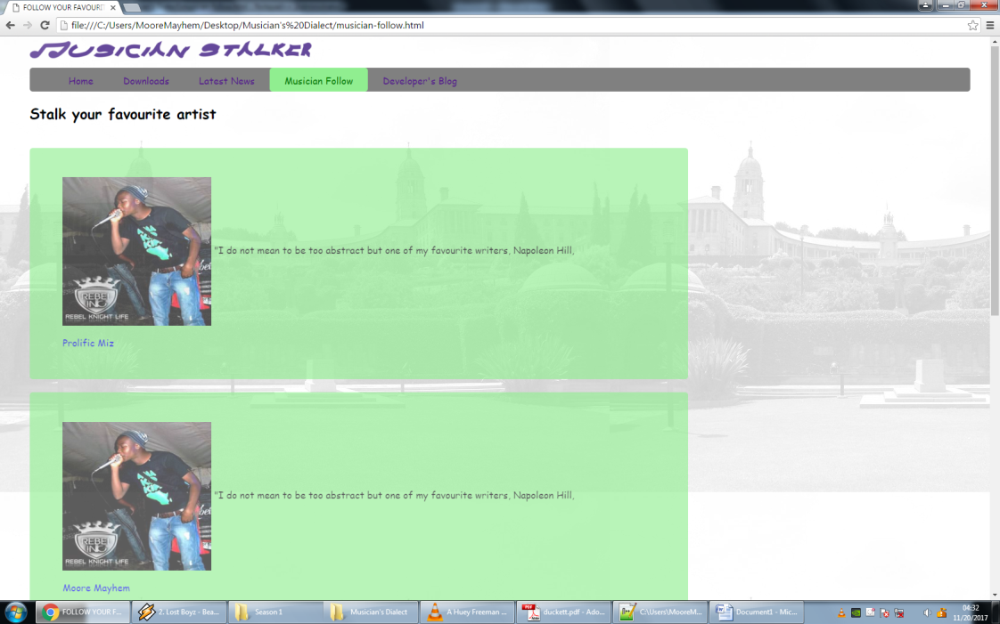 FOLLOW YOUR FAVOURIT
file:///C:/Users/MooreMayhem/Desktop/Musician's%20Dialect/musician-follow.html
MUSICIAN STALKER
Home Downloads Latest News Musician Follow Developer's Blog
Stalk your favourite artist
REBEL
INC
REBEL KNIGHT LIFE
"I do not mean to be too abstract but one of my favourite writers, Napoleon Hill,
Prolific Miz
REBEL
INC
REBEL KNIGHT LIFE
"I do not mean to be too abstract but one of my favourite writers, Napoleon Hill,
Moore Mayhem
FOLLOW YOUR F... 2. Lost Boyz - Bea... Season 1 Musician's Dialect A Huey Freeman ... duckett.pdf - Ado... C:\Users\MooreM... Document1 - Mic... 04:32
11/20/2017